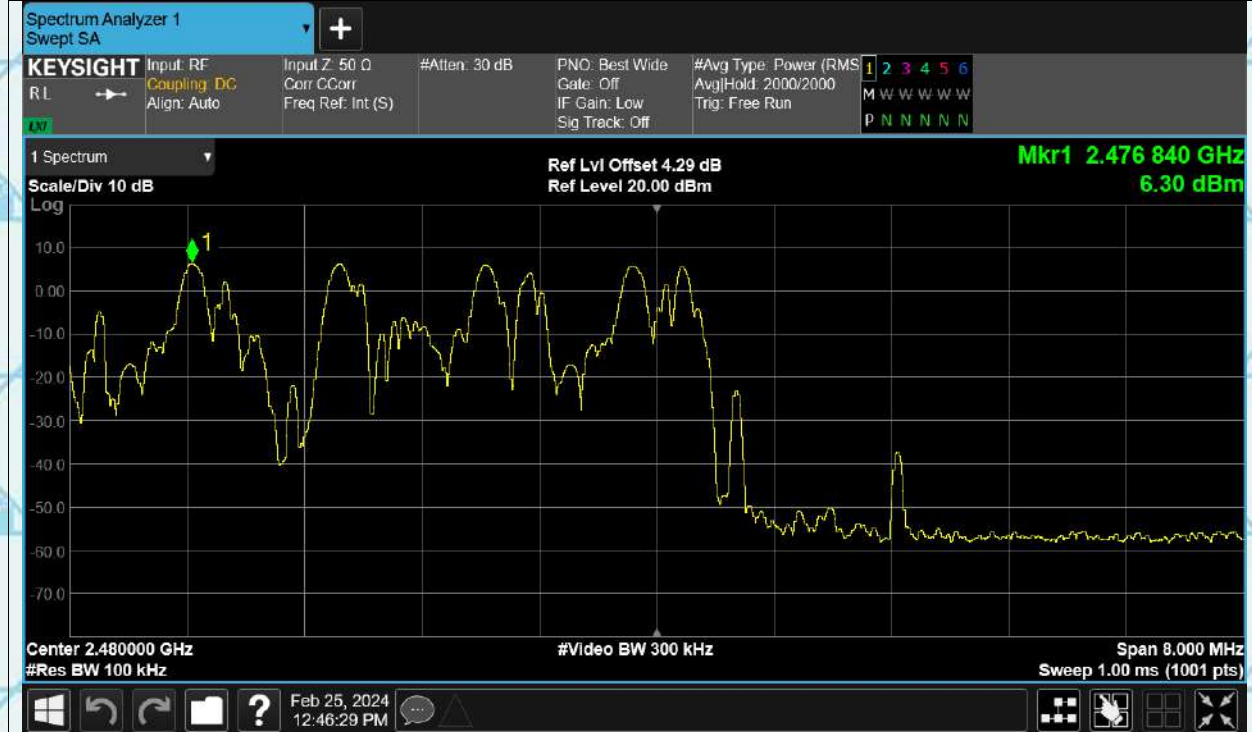 Spectrum Analyzer 1
Swept SA
+
KEYSIGHT
RL
LXI
Input: RF
Coupling: DC
Align: Auto
Input Z: 50 Ω
Corr CCorr
Freq Ref: Int (S)
#Atten: 30 dB
PNO: Best Wide
Gate: Off
IF Gain: Low
Sig Track: Off
#Avg Type: Power (RMS
Avg|Hold: 2000/2000
Trig: Free Run
1 2 3 4 5 6
M W W W W W
P N N N N N
1 Spectrum
Scale/Div 10 dB
Log
Ref Lvl Offset 4.29 dB
Ref Level 20.00 dBm
Mkr1 2.476 840 GHz
6.30 dBm
1
10.0
0.00
-10.0
-20.0
-30.0
-40.0
-50.0
-60.0
-70.0
Center 2.480000 GHz
#Res BW 100 kHz
#Video BW 300 kHz
Span 8.000 MHz
Sweep 1.00 ms (1001 pts)
?
Feb 25, 2024
12:46:29 PM